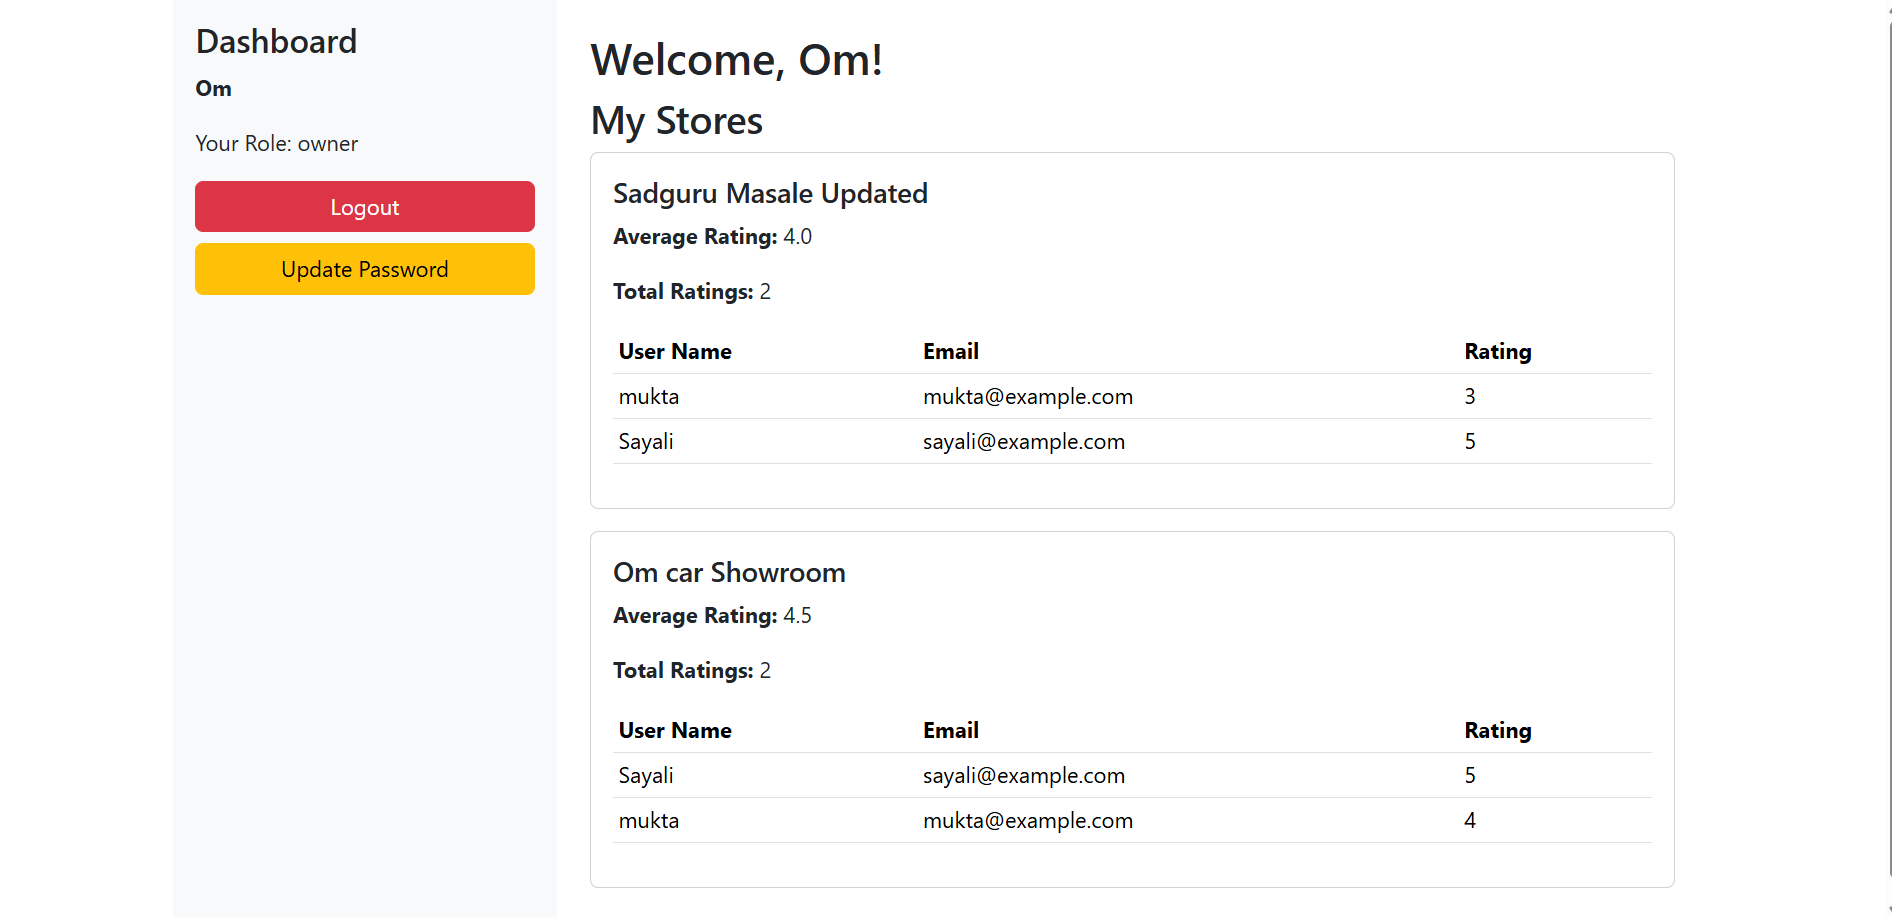 Dashboard
Om
Your Role: owner
Logout
Update Password
Welcome, Om!
My Stores
Sadguru Masale Updated
Average Rating: 4.0
Total Ratings: 2
User Name Email Rating
mukta mukta@example.com 3
Sayali sayali@example.com 5
Om car Showroom
Average Rating: 4.5
Total Ratings: 2
User Name Email Rating
Sayali sayali@example.com 5
mukta mukta@example.com 4